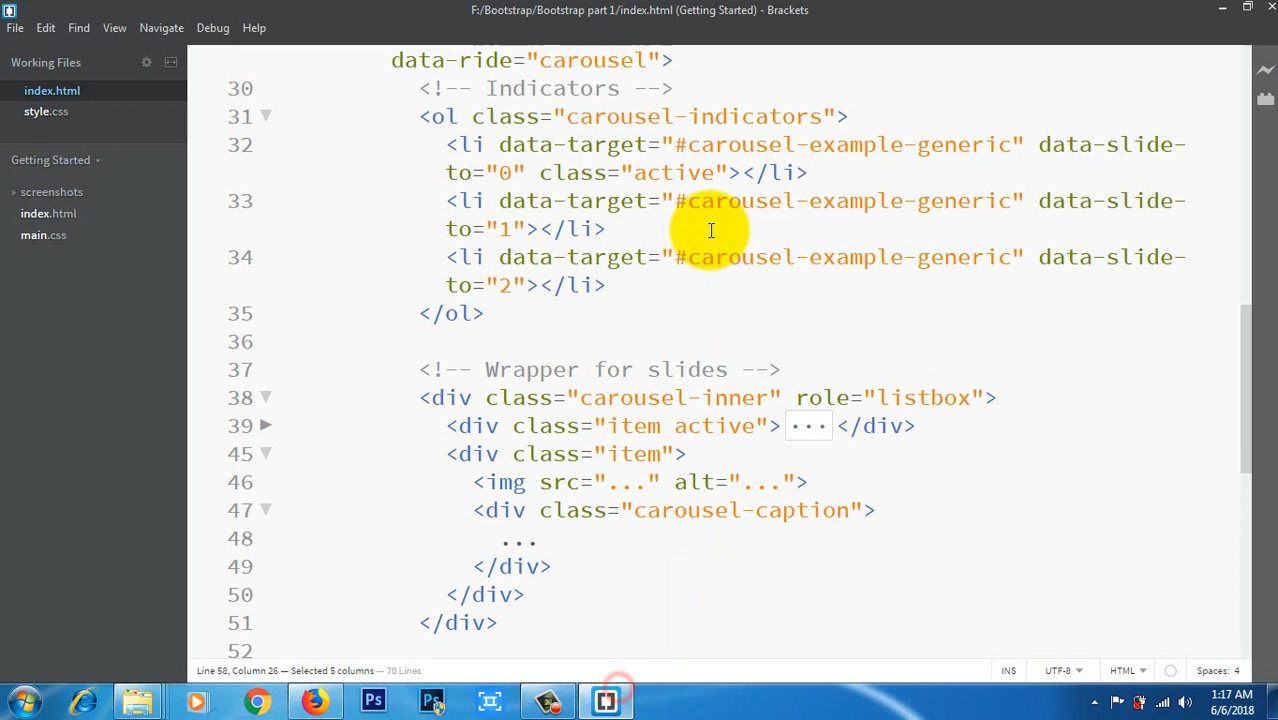 F:/Bootstrap/Bootstrap part 1/index.html (Getting Started) - Brackets
File Edit Find View Navigate Debug Help
Working Files
index.html
style.css
Getting Started
screenshots
index.html
main.css
data-ride="carousel">
30 <!-- Indicators -->
31 <ol class="carousel-indicators">
32 <li data-target="#carousel-example-generic" data-slide-
to="0" class="active"></li>
33 <li data-target="#carousel-example-generic" data-slide-
to="1"></li>
34 <li data-target="#carousel-example-generic" data-slide-
to="2"></li>
35 </ol>
36
37 <!-- Wrapper for slides -->
38 <div class="carousel-inner" role="listbox">
39 <div class="item active">...</div>
45 <div class="item">
46 <img src="..." alt="...">
47 <div class="carousel-caption">
48 ...
49 </div>
50 </div>
51 </div>
52
Line 58, Column 26 — Selected 5 columns — 70 Lines
INS UTF-8 HTML Spaces: 4
Ps
1:17 AM
6/6/2018